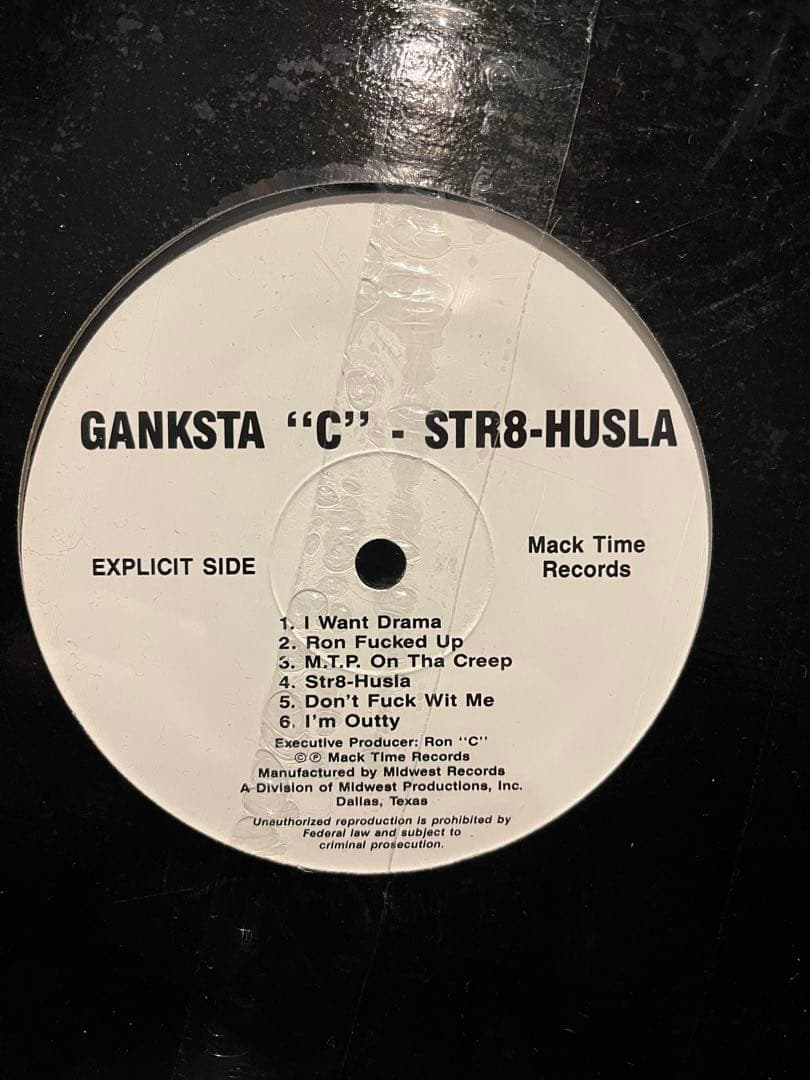 GANKSTA "C" - STR8-HUSLA
EXPLICIT SIDE
Mack Time
Records
1. I Want Drama
2. Ron Fucked Up
3. M.T.P. On Tha Creep
4. Str8-Husla
5. Don't Fuck Wit Me
6. I'm Outty
Executive Producer: Ron "C"
©℗ Mack Time Records
Manufactured by Midwest Records
A Division of Midwest Productions, Inc.
Dallas, Texas
Unauthorized reproduction is prohibited by
Federal law and subject to
criminal prosecution.